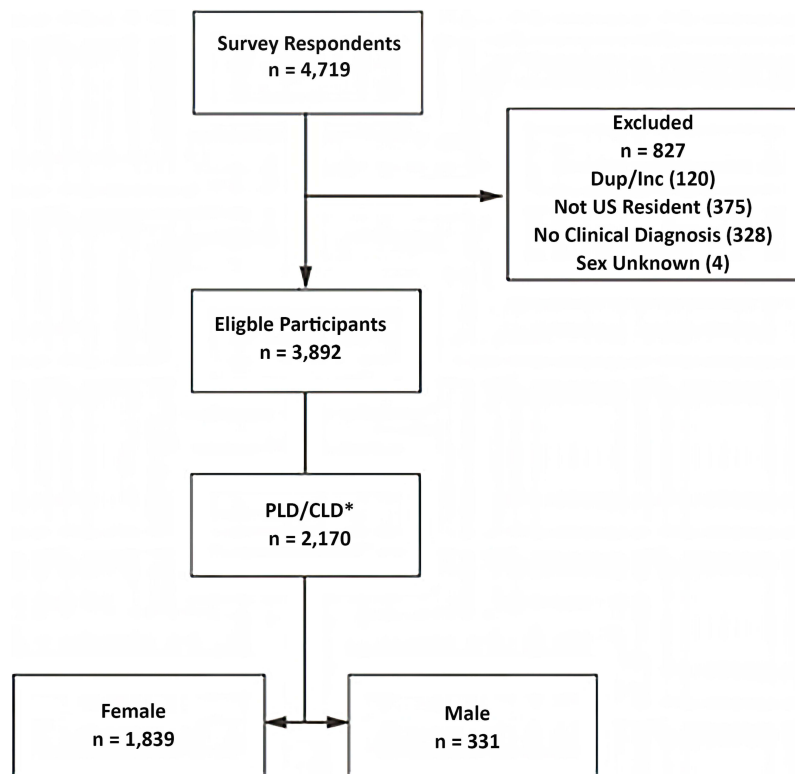 Survey Respondents
n = 4,719
Excluded
n = 827
Dup/Inc (120)
Not US Resident (375)
No Clinical Diagnosis (328)
Sex Unknown (4)
Eligble Participants
n = 3,892
PLD/CLD*
n = 2,170
Female
n = 1,839
Male
n = 331